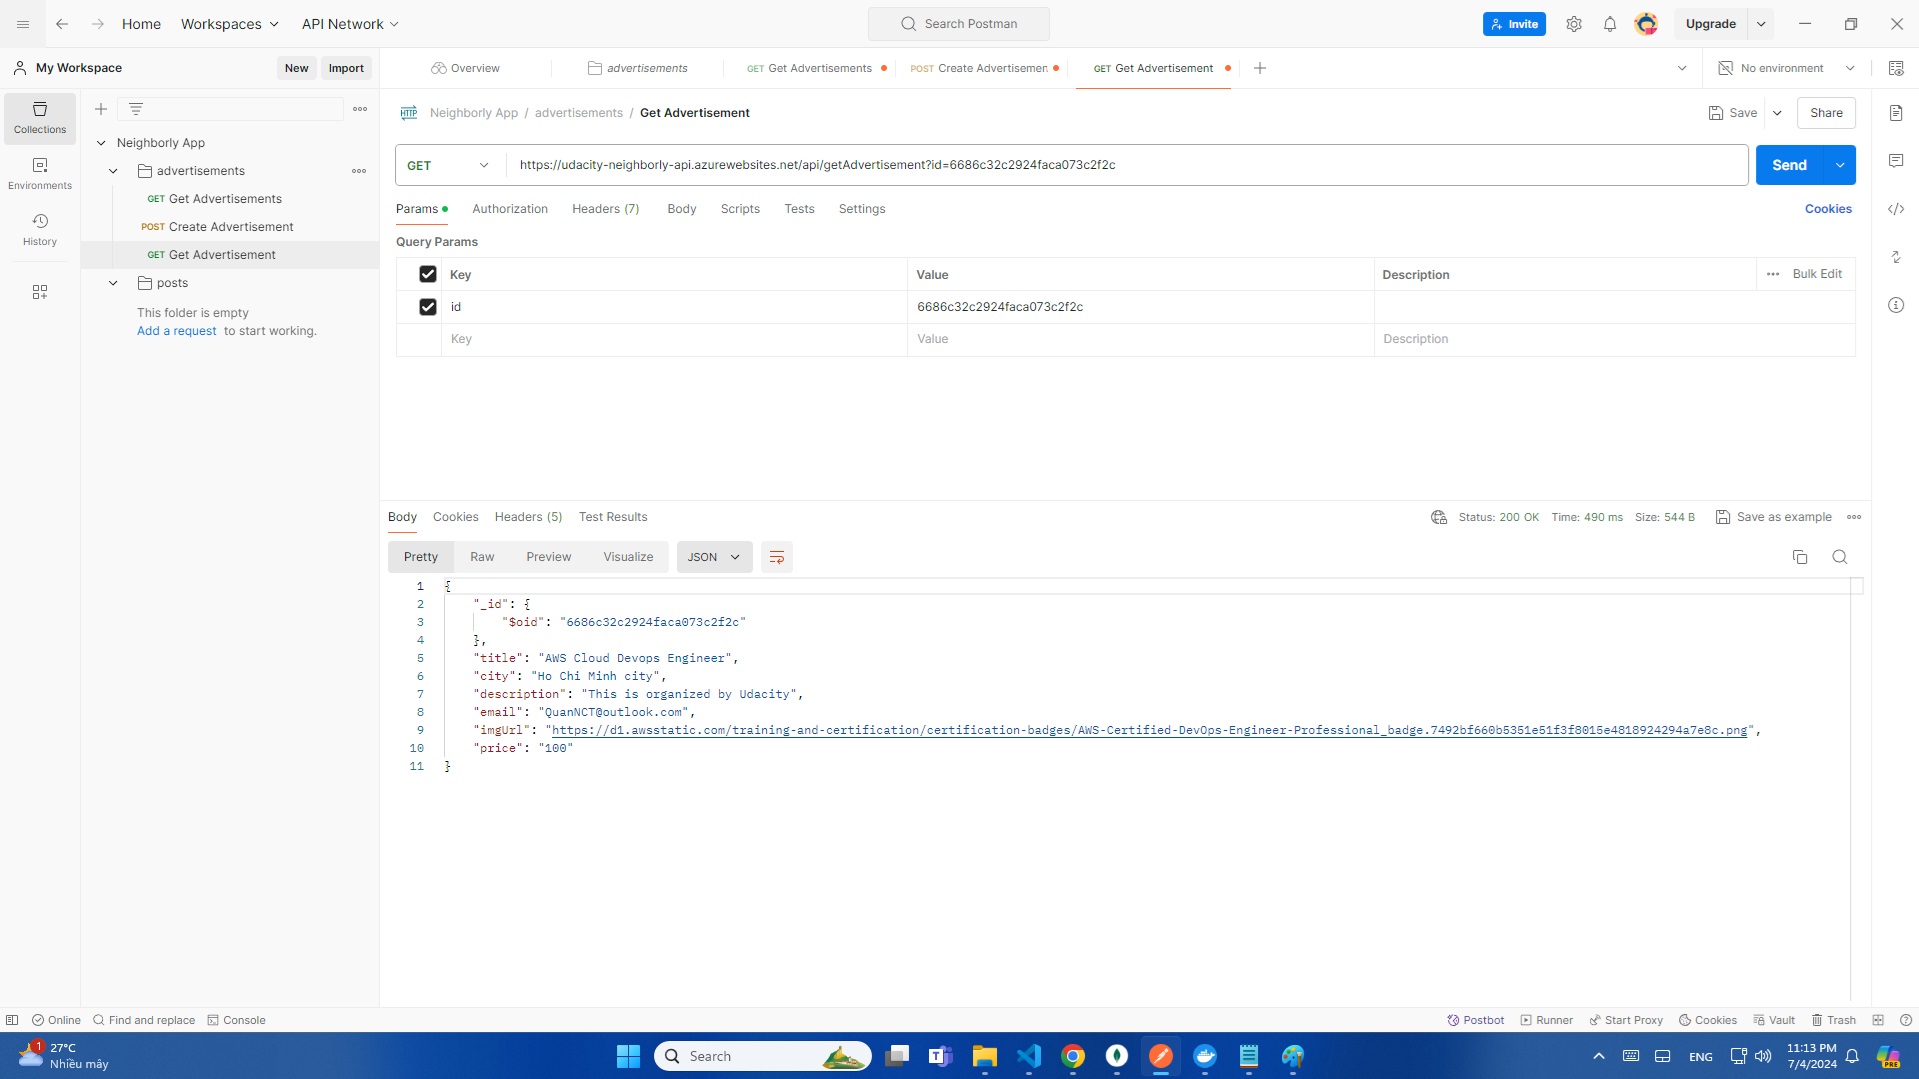 Home
Workspaces
API Network
Search Postman
Invite
Upgrade
My Workspace
New
Import
Overview
advertisements
GET Get Advertisements
POST Create Advertisemen
GET Get Advertisement
No environment
Collections
Environments
History
Neighborly App
advertisements
GET Get Advertisements
POST Create Advertisement
GET Get Advertisement
posts
This folder is empty
Add a request to start working.
HTTP Neighborly App / advertisements / Get Advertisement
Save
Share
GET
https://udacity-neighborly-api.azurewebsites.net/api/getAdvertisement?id=6686c32c2924faca073c2f2c
Send
Params
Authorization
Headers (7)
Body
Scripts
Tests
Settings
Cookies
Query Params
Key
Value
Description
Bulk Edit
id
6686c32c2924faca073c2f2c
Key
Value
Description
Body
Cookies
Headers (5)
Test Results
Status: 200 OK
Time: 490 ms
Size: 544 B
Save as example
Pretty
Raw
Preview
Visualize
JSON
1 {
2 "_id": {
3 "$oid": "6686c32c2924faca073c2f2c"
4 },
5 "title": "AWS Cloud Devops Engineer",
6 "city": "Ho Chi Minh city",
7 "description": "This is organized by Udacity",
8 "email": "QuanNCT@outlook.com",
9 "imgUrl": "https://d1.awsstatic.com/training-and-certification/certification-badges/AWS-Certified-DevOps-Engineer-Professional_badge.7492bf660b5351e51f3f8015e4818924294a7e8c.png",
10 "price": "100"
11 }
Online
Find and replace
Console
Postbot
Runner
Start Proxy
Cookies
Vault
Trash
1
27°C
Nhiều mây
Search
ENG
11:13 PM
7/4/2024
PRE